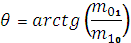 θ = arctg (m₀₁ / m₁₀)